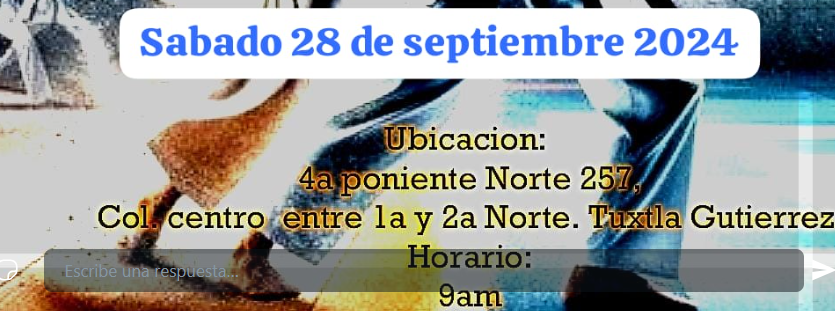 Sabado 28 de septiembre 2024
Ubicacion:
4a poniente Norte 257,
Col. centro entre 1a y 2a Norte. Tuxtla Gutierrez
Horario:
Escribe una respuesta...
9am